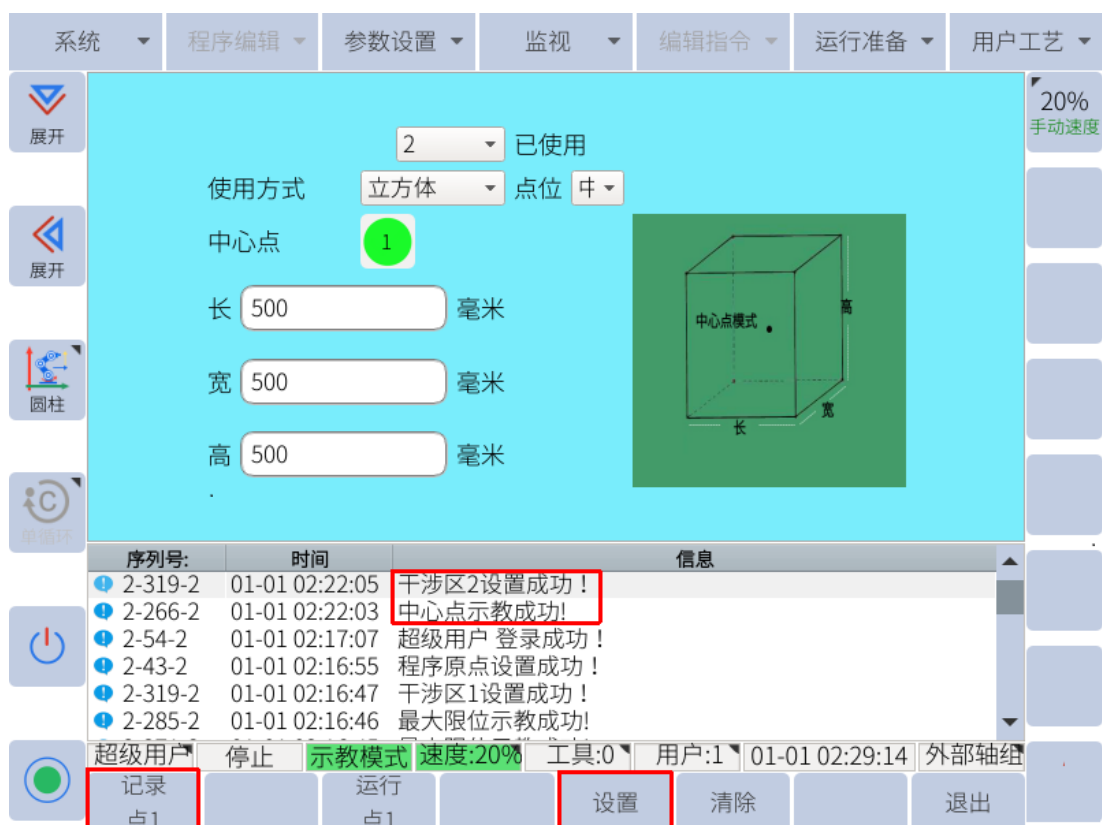 系统 程序编辑 参数设置 监视 编辑指令 运行准备 用户工艺
展开
20%
手动速度
2 已使用
使用方式 立方体 点位
中心点 1
展开
长 500 毫米
宽 500 毫米
高 500 毫米
中心点模式
高
宽
长
圆柱
单循环
序列号: 时间 信息
2-319-2 01-01 02:22:05 干涉区2设置成功！
2-266-2 01-01 02:22:03 中心点示教成功!
2-54-2 01-01 02:17:07 超级用户 登录成功！
2-43-2 01-01 02:16:55 程序原点设置成功！
2-319-2 01-01 02:16:47 干涉区1设置成功！
2-285-2 01-01 02:16:46 最大限位示教成功!
超级用户 停止 示教模式 速度:20% 工具:0 用户:1 01-01 02:29:14 外部轴组
记录
点1
运行
点1
设置 清除 退出